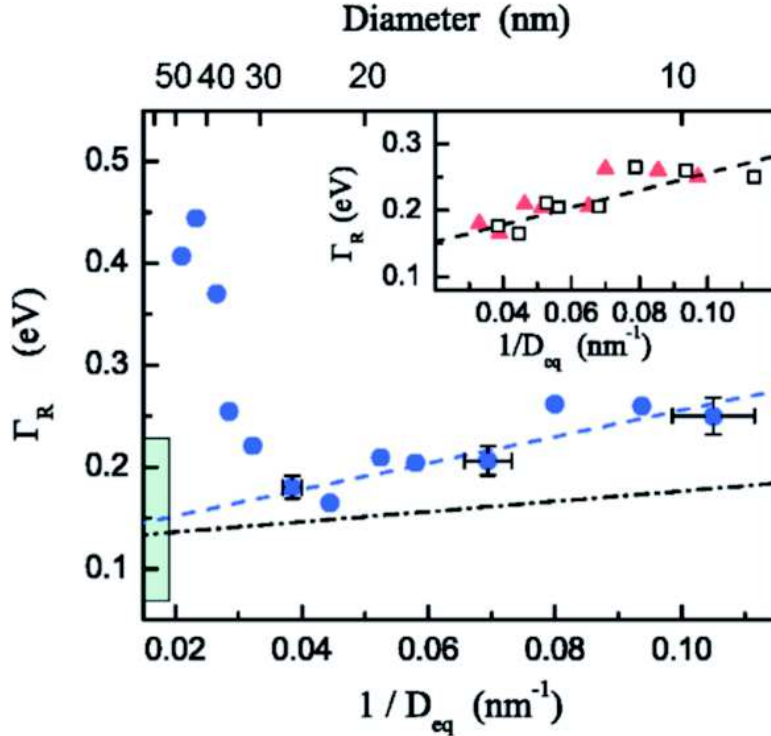 Diameter (nm)
50 40 30 20 10
0.5
0.4
0.3
0.2
0.1
Γ_R (eV)
0.3
0.2
0.1
Γ_R (eV)
0.04 0.06 0.08 0.10
1/D_eq (nm⁻¹)
0.02 0.04 0.06 0.08 0.10
1 / D_eq (nm⁻¹)